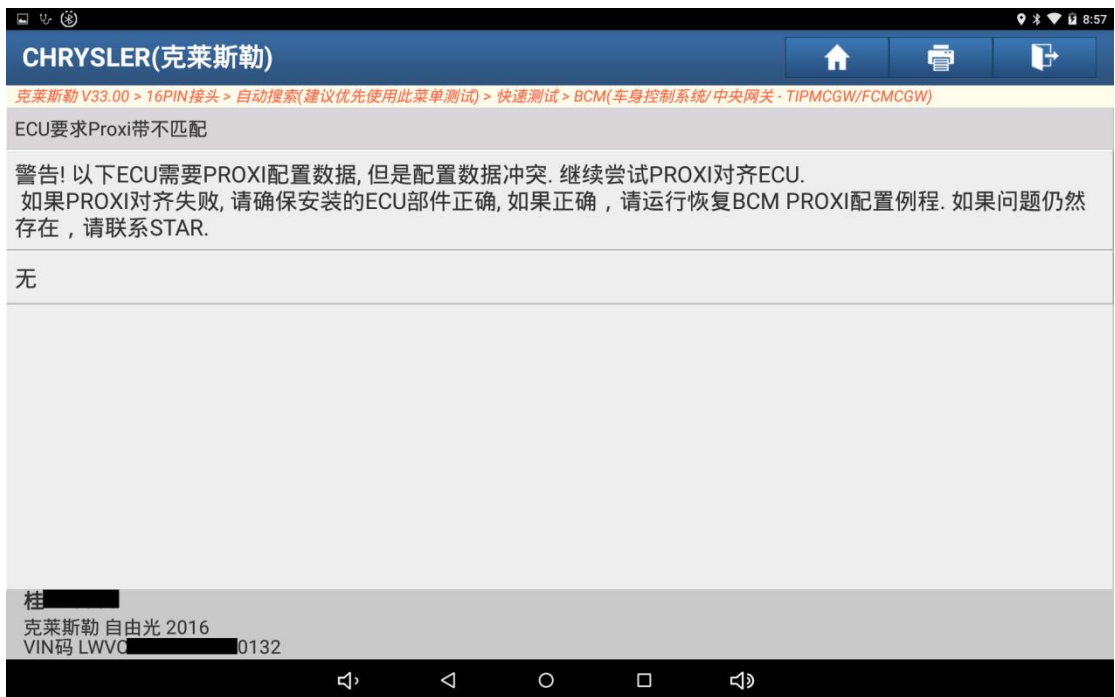 8:57
CHRYSLER(克莱斯勒)
克莱斯勒 V33.00 > 16PIN接头 > 自动搜索(建议优先使用此菜单测试) > 快速测试 > BCM(车身控制系统/中央网关 - TIPMCGW/FCMCGW)
ECU要求Proxi带不匹配
警告! 以下ECU需要PROXI配置数据, 但是配置数据冲突. 继续尝试PROXI对齐ECU.
如果PROXI对齐失败, 请确保安装的ECU部件正确, 如果正确，请运行恢复BCM PROXI配置例程. 如果问题仍然
存在，请联系STAR.
无
桂
克莱斯勒 自由光 2016
VIN码 LWVC 0132